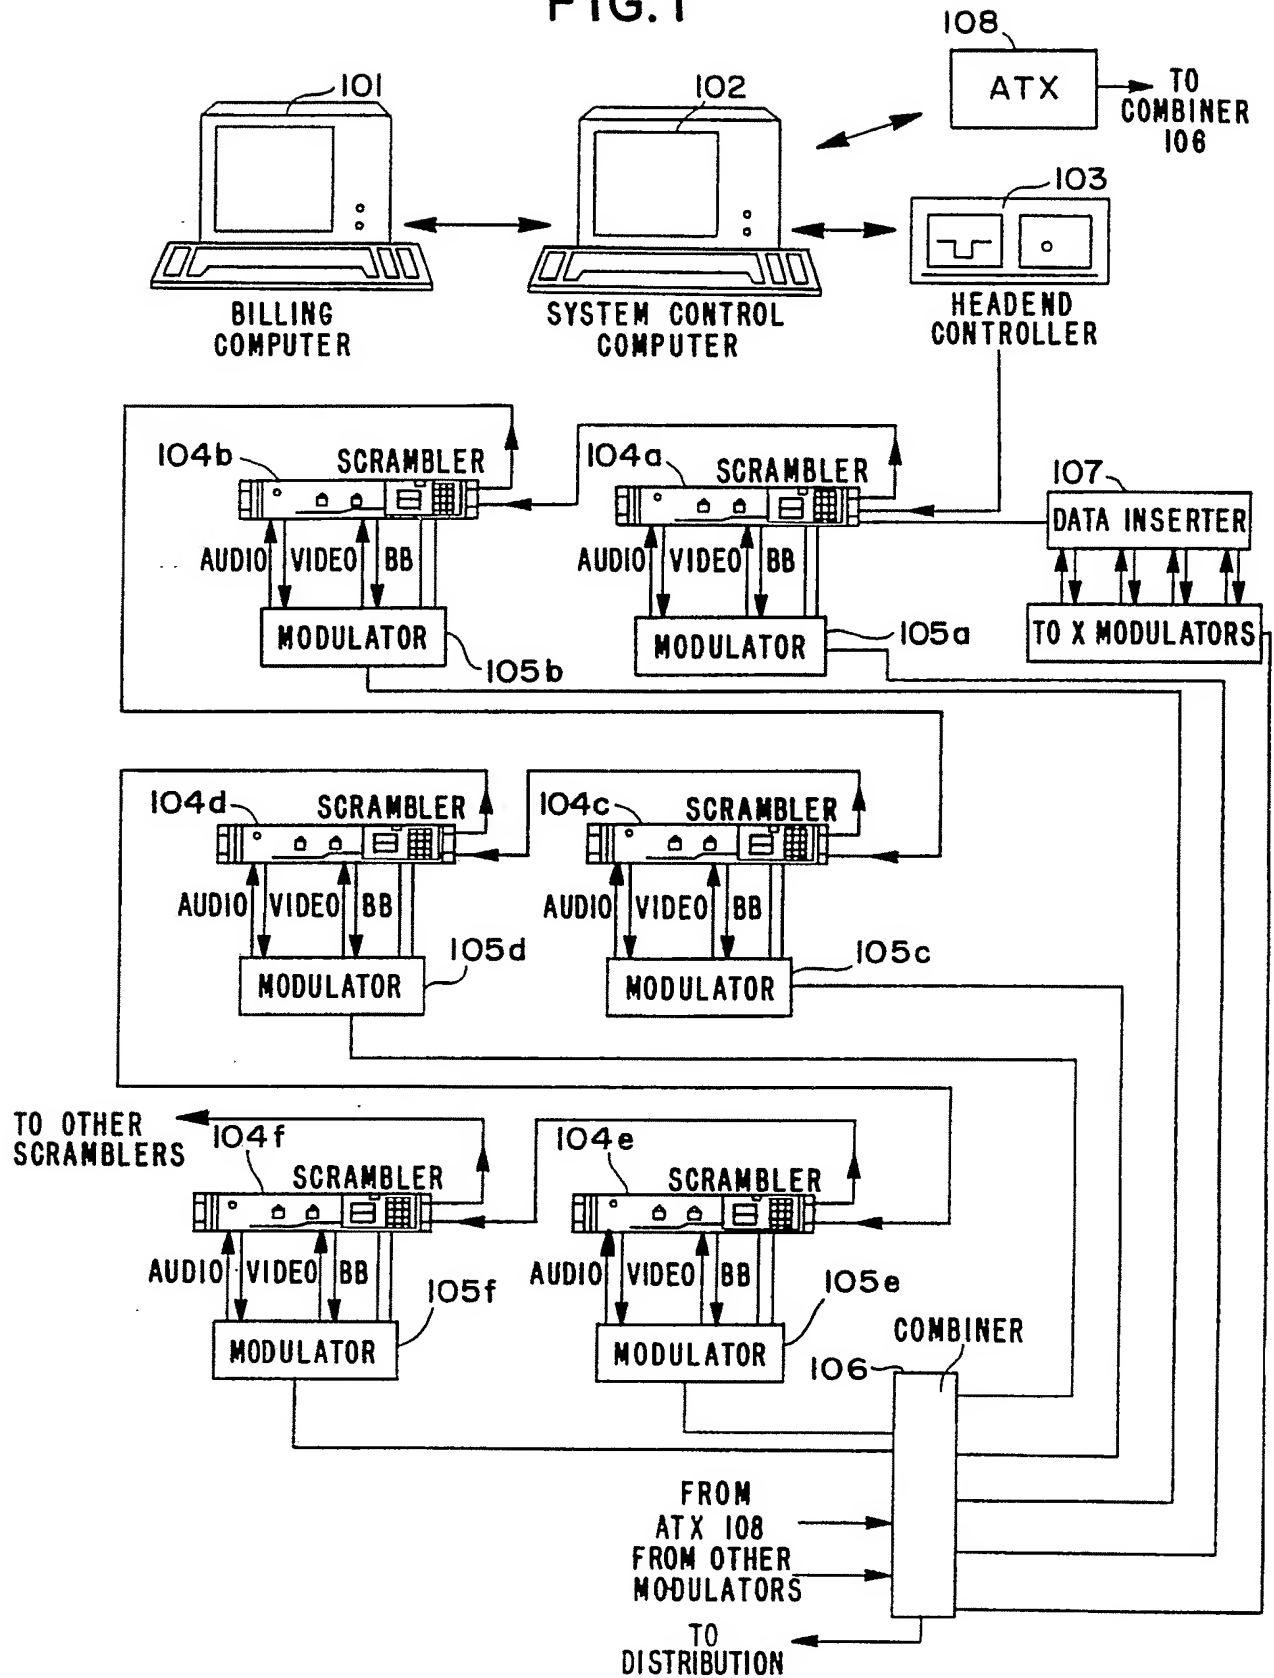 FIG. 1
108
ATX
TO
COMBINER
106
101
102
103
BILLING
COMPUTER
SYSTEM CONTROL
COMPUTER
HEADEND
CONTROLLER
104b
SCRAMBLER
104a
SCRAMBLER
107
DATA INSERTER
AUDIO VIDEO BB
AUDIO VIDEO BB
MODULATOR
105b
MODULATOR
105a
TO X MODULATORS
104d
SCRAMBLER
104c
SCRAMBLER
AUDIO VIDEO BB
AUDIO VIDEO BB
MODULATOR
105d
MODULATOR
105c
TO OTHER
SCRAMBLERS
104f
SCRAMBLER
104e
SCRAMBLER
AUDIO VIDEO BB
AUDIO VIDEO BB
MODULATOR
105f
MODULATOR
105e
COMBINER
106
FROM
ATX 108
FROM OTHER
MODULATORS
TO
DISTRIBUTION